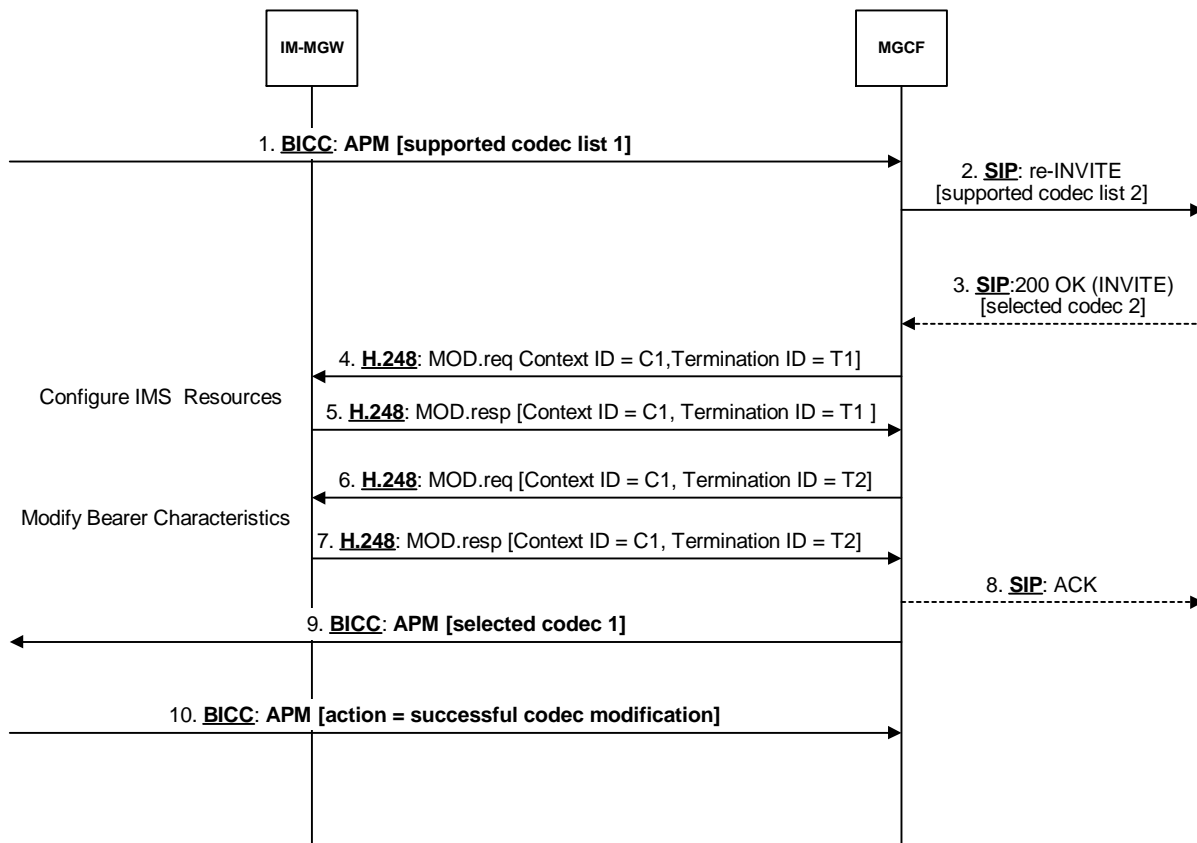 IM-MGW
MGCF
1. BICC: APM [supported codec list 1]
2. SIP: re-INVITE
[supported codec list 2]
3. SIP:200 OK (INVITE)
[selected codec 2]
4. H.248: MOD.req Context ID = C1,Termination ID = T1]
Configure IMS Resources
5. H.248: MOD.resp [Context ID = C1, Termination ID = T1 ]
6. H.248: MOD.req [Context ID = C1, Termination ID = T2]
Modify Bearer Characteristics
7. H.248: MOD.resp [Context ID = C1, Termination ID = T2]
8. SIP: ACK
9. BICC: APM [selected codec 1]
10. BICC: APM [action = successful codec modification]